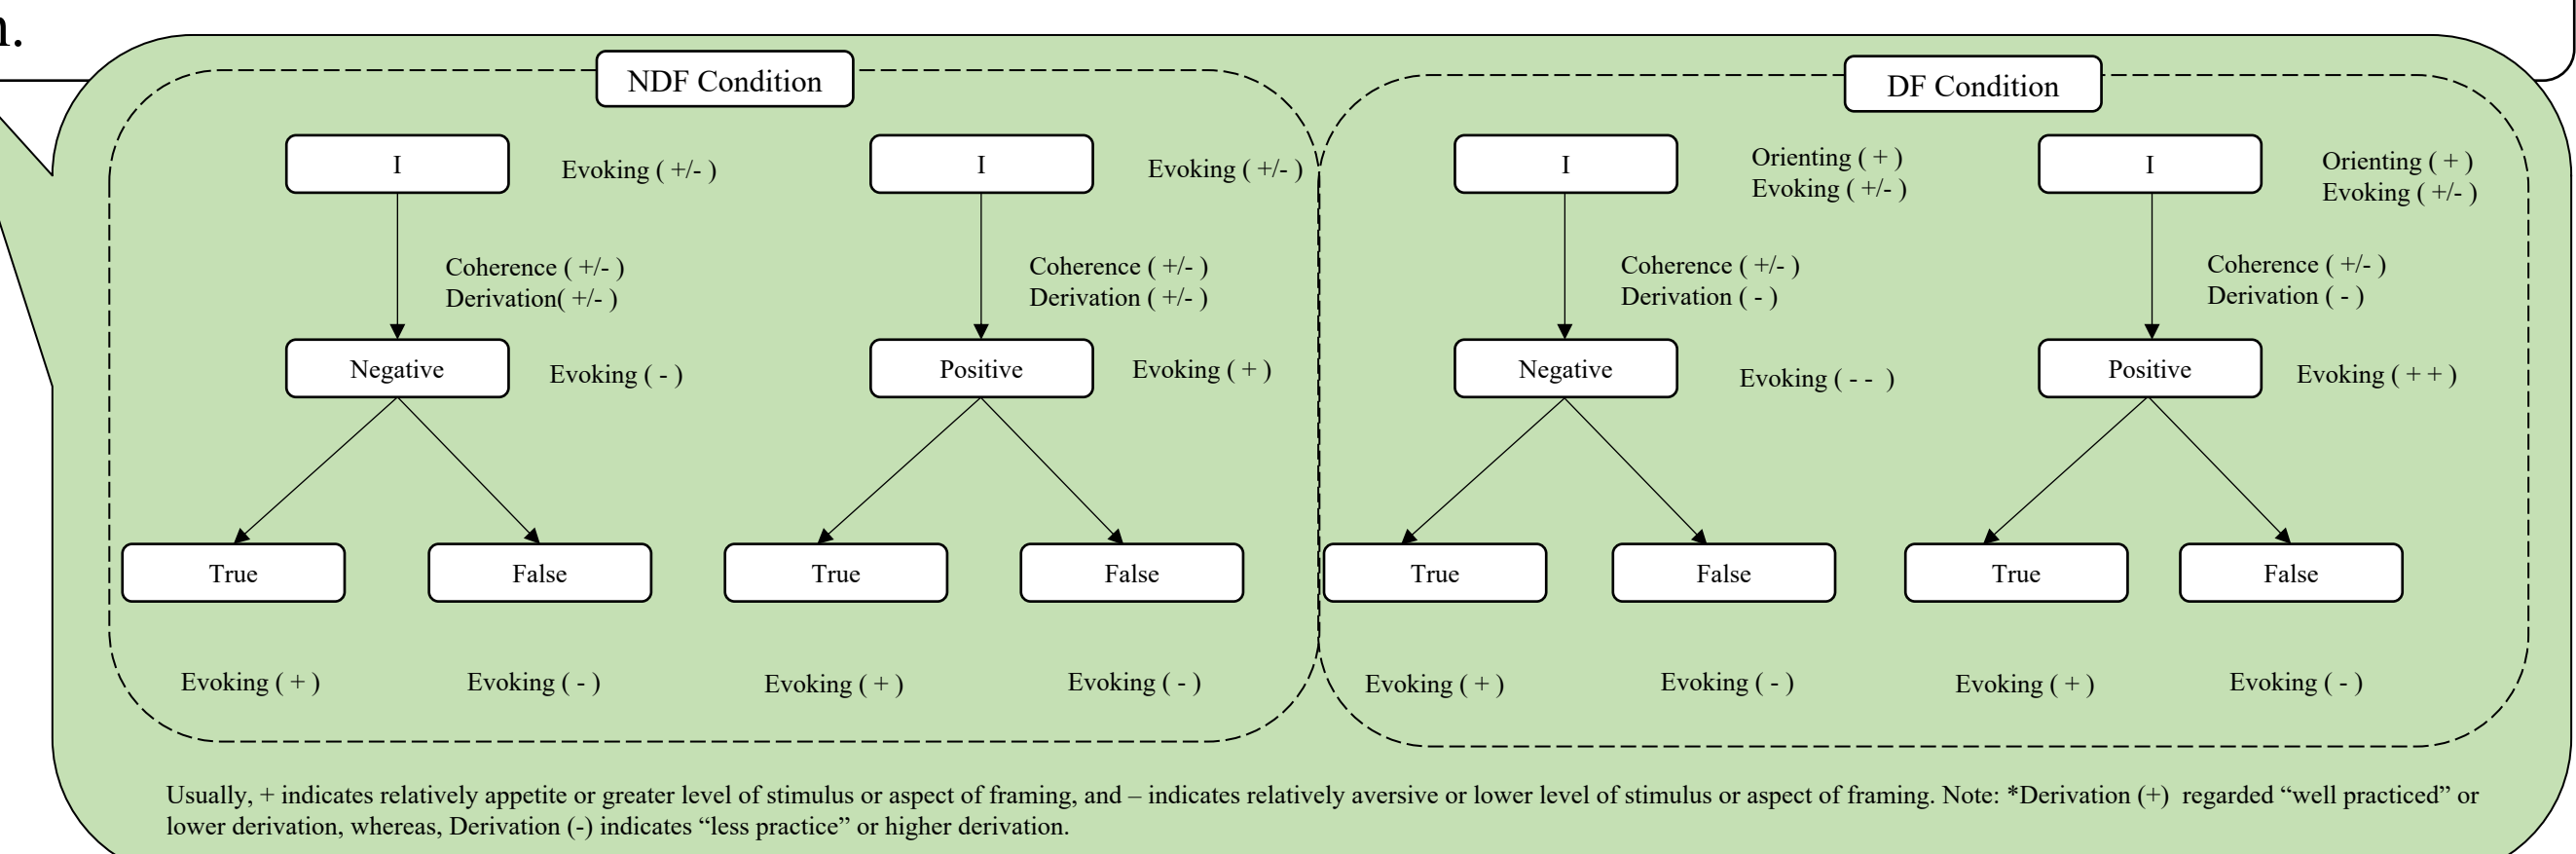 n.
NDF Condition
DF Condition
I
Evoking ( +/- )
I
Evoking ( +/- )
I
Orienting ( + )
Evoking ( +/- )
I
Orienting ( + )
Evoking ( +/- )
Coherence ( +/- )
Derivation( +/- )
Coherence ( +/- )
Derivation ( +/- )
Coherence ( +/- )
Derivation ( - )
Coherence ( +/- )
Derivation ( - )
Negative
Evoking ( - )
Positive
Evoking ( + )
Negative
Evoking ( - - )
Positive
Evoking ( + + )
True
False
True
False
True
False
True
False
Evoking ( + )
Evoking ( - )
Evoking ( + )
Evoking ( - )
Evoking ( + )
Evoking ( - )
Evoking ( + )
Evoking ( - )
Usually, + indicates relatively appetite or greater level of stimulus or aspect of framing, and – indicates relatively aversive or lower level of stimulus or aspect of framing. Note: *Derivation (+) regarded “well practiced” or
lower derivation, whereas, Derivation (-) indicates “less practice” or higher derivation.